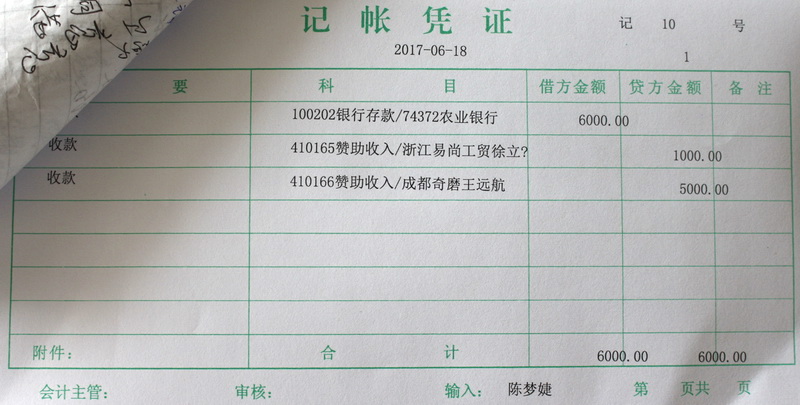 记帐凭证
记 10 号
2017-06-18
1
要 科目 借方金额 贷方金额 备注
100202银行存款/74372农业银行 6000.00
收款 410165赞助收入/浙江易尚工贸徐立? 1000.00
收款 410166赞助收入/成都奇磨王远航 5000.00
附件: 合计 6000.00 6000.00
会计主管: 审核: 输入: 陈梦婕 第 页共 页